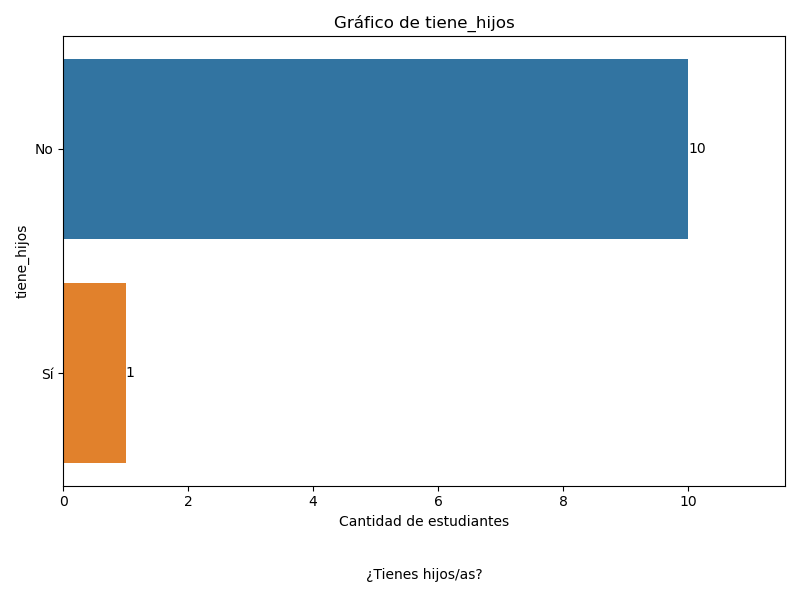 Gráfico de tiene_hijos
tiene_hijos
No
10
Sí
1
0 2 4 6 8 10
Cantidad de estudiantes
¿Tienes hijos/as?